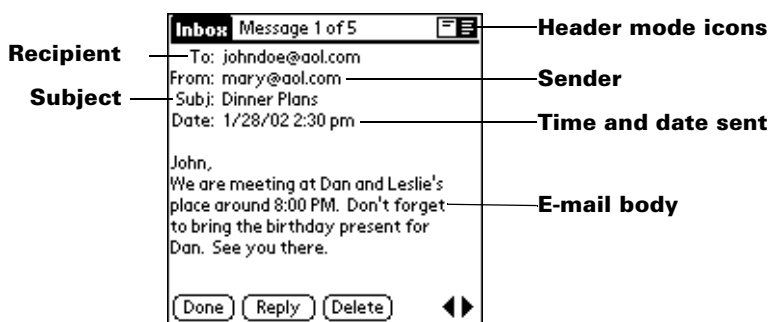 Inbox Message 1 of 5
Header mode icons
Recipient
To: johndoe@aol.com
From: mary@aol.com
Sender
Subject
Subj: Dinner Plans
Date: 1/28/02 2:30 pm
Time and date sent
John,
We are meeting at Dan and Leslie's
place around 8:00 PM. Don't forget
E-mail body
to bring the birthday present for
Dan. See you there.
Done Reply Delete